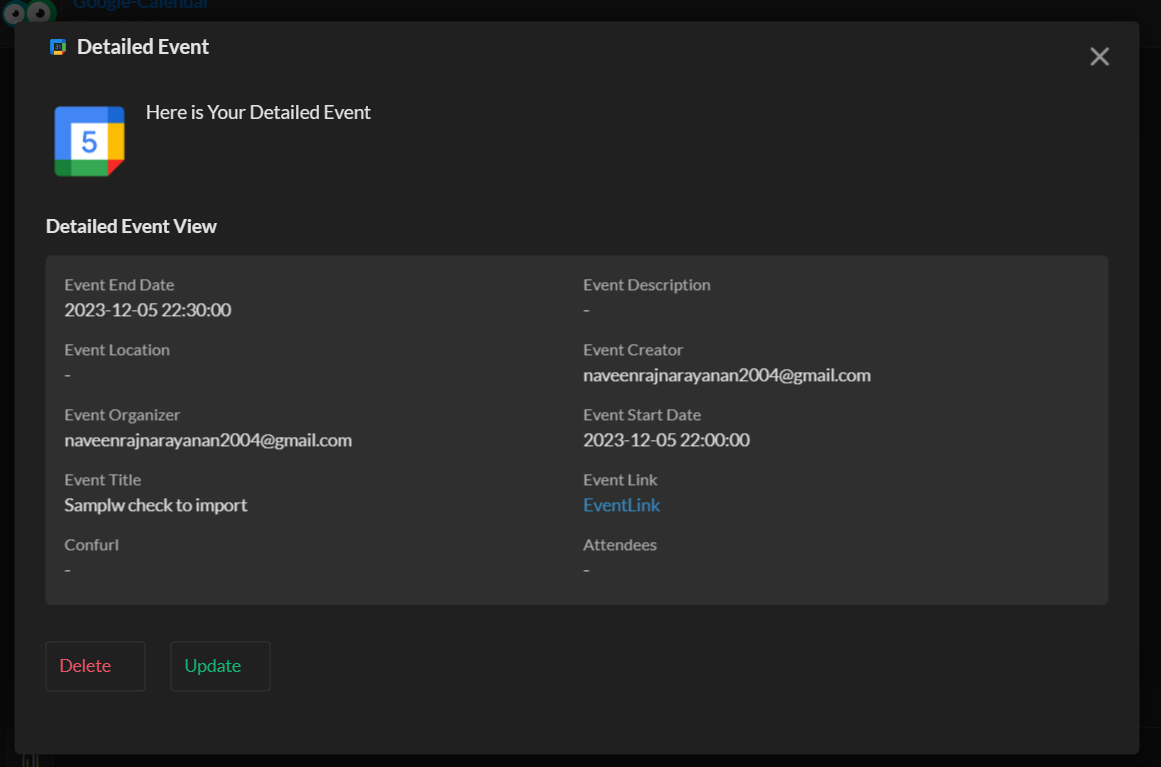 Google-Calendar
Detailed Event
5
Here is Your Detailed Event
Detailed Event View
Event End Date
2023-12-05 22:30:00
Event Description
-
Event Location
-
Event Creator
naveenrajnarayanan2004@gmail.com
Event Organizer
naveenrajnarayanan2004@gmail.com
Event Start Date
2023-12-05 22:00:00
Event Title
Samplw check to import
Event Link
EventLink
Confurl
-
Attendees
-
Delete
Update